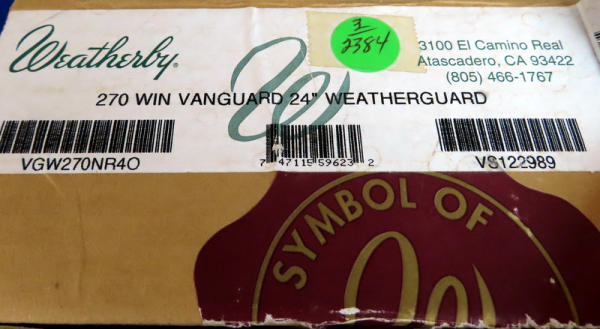 Weatherby®
3
2384
3100 El Camino Real
Atascadero, CA 93422
(805) 466-1767
270 WIN VANGUARD 24" WEATHERGUARD
VGW270NR4O
7 47115 59623 2
VS122989
SYMBOL OF